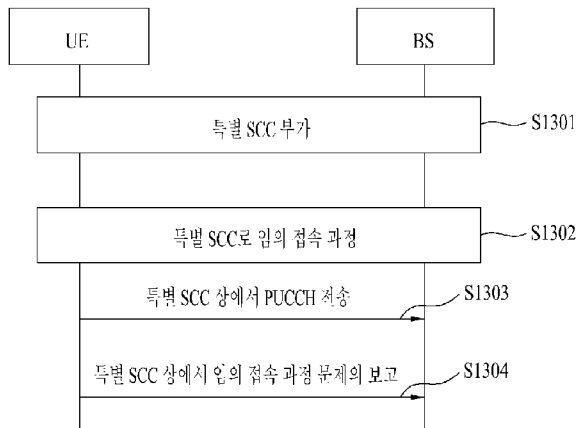 UE
BS
특별 SCC 부가
S1301
특별 SCC로 임의 접속 과정
S1302
특별 SCC 상에서 PUCCH 전송
S1303
특별 SCC 상에서 임의 접속 과정 문제의 보고
S1304